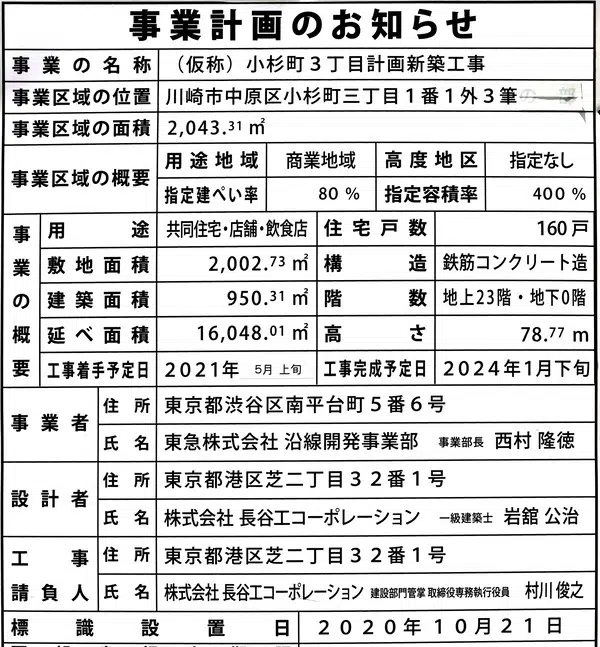 事業計画のお知らせ
事業の名称 （仮称）小杉町３丁目計画新築工事
事業区域の位置 川崎市中原区小杉町三丁目１番１外３筆
事業区域の面積 2,043.31㎡
事業区域の概要 用途地域 商業地域 高度地区 指定なし
指定建ぺい率 80% 指定容積率 400%
事業の概要 用途 共同住宅・店舗・飲食店 住宅戸数 160戸
敷地面積 2,002.73㎡ 構造 鉄筋コンクリート造
建築面積 950.31㎡ 階数 地上23階・地下0階
延べ面積 16,048.01㎡ 高さ 78.77m
工事着手予定日 2021年 5月 上旬 工事完成予定日 2024年1月下旬
事業者 住所 東京都渋谷区南平台町５番６号
氏名 東急株式会社 沿線開発事業部 事業部長 西村 隆徳
設計者 住所 東京都港区芝二丁目３２番１号
氏名 株式会社 長谷工コーポレーション 一級建築士 岩舘 公治
工事請負人 住所 東京都港区芝二丁目３２番１号
氏名 株式会社 長谷工コーポレーション 建設部門管掌 取締役専務執行役員 村川 俊之
標識設置日 ２０２０年１０月２１日